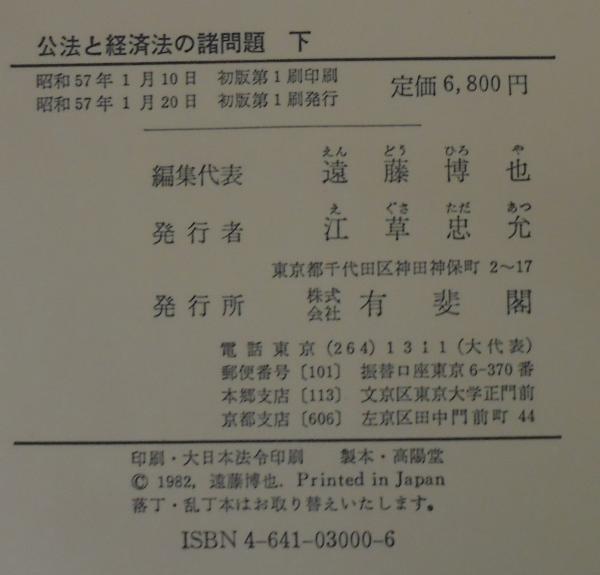 公法と経済法の諸問題　下
昭和57年1月10日　初版第1刷印刷
昭和57年1月20日　初版第1刷発行
定価6,800円
えん　どう　ひろ　や
編集代表　遠藤博也
え　ぐさ　ただ　あつ
発行者　江草忠允
東京都千代田区神田神保町 2〜17
発行所　株式会社　有斐閣
電話東京(264)1311(大代表)
郵便番号〔101〕振替口座東京6-370番
本郷支店〔113〕文京区東京大学正門前
京都支店〔606〕左京区田中門前町 44
印刷・大日本法令印刷　製本・高陽堂
© 1982, 遠藤博也. Printed in Japan
落丁・乱丁本はお取り替えいたします。
ISBN 4-641-03000-6